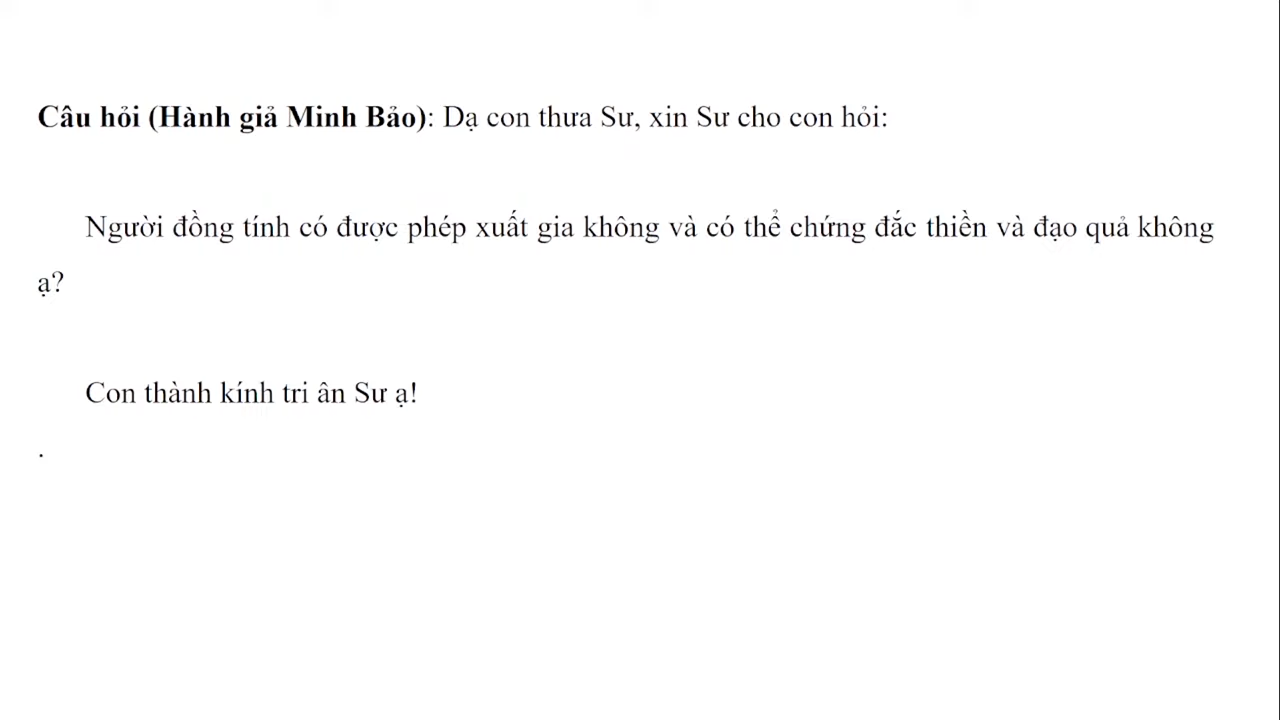 Câu hỏi (Hành giả Minh Bảo): Dạ con thưa Sư, xin Sư cho con hỏi:
Người đồng tính có được phép xuất gia không và có thể chứng đắc thiền và đạo quả không
ạ?
Con thành kính tri ân Sư ạ!
.